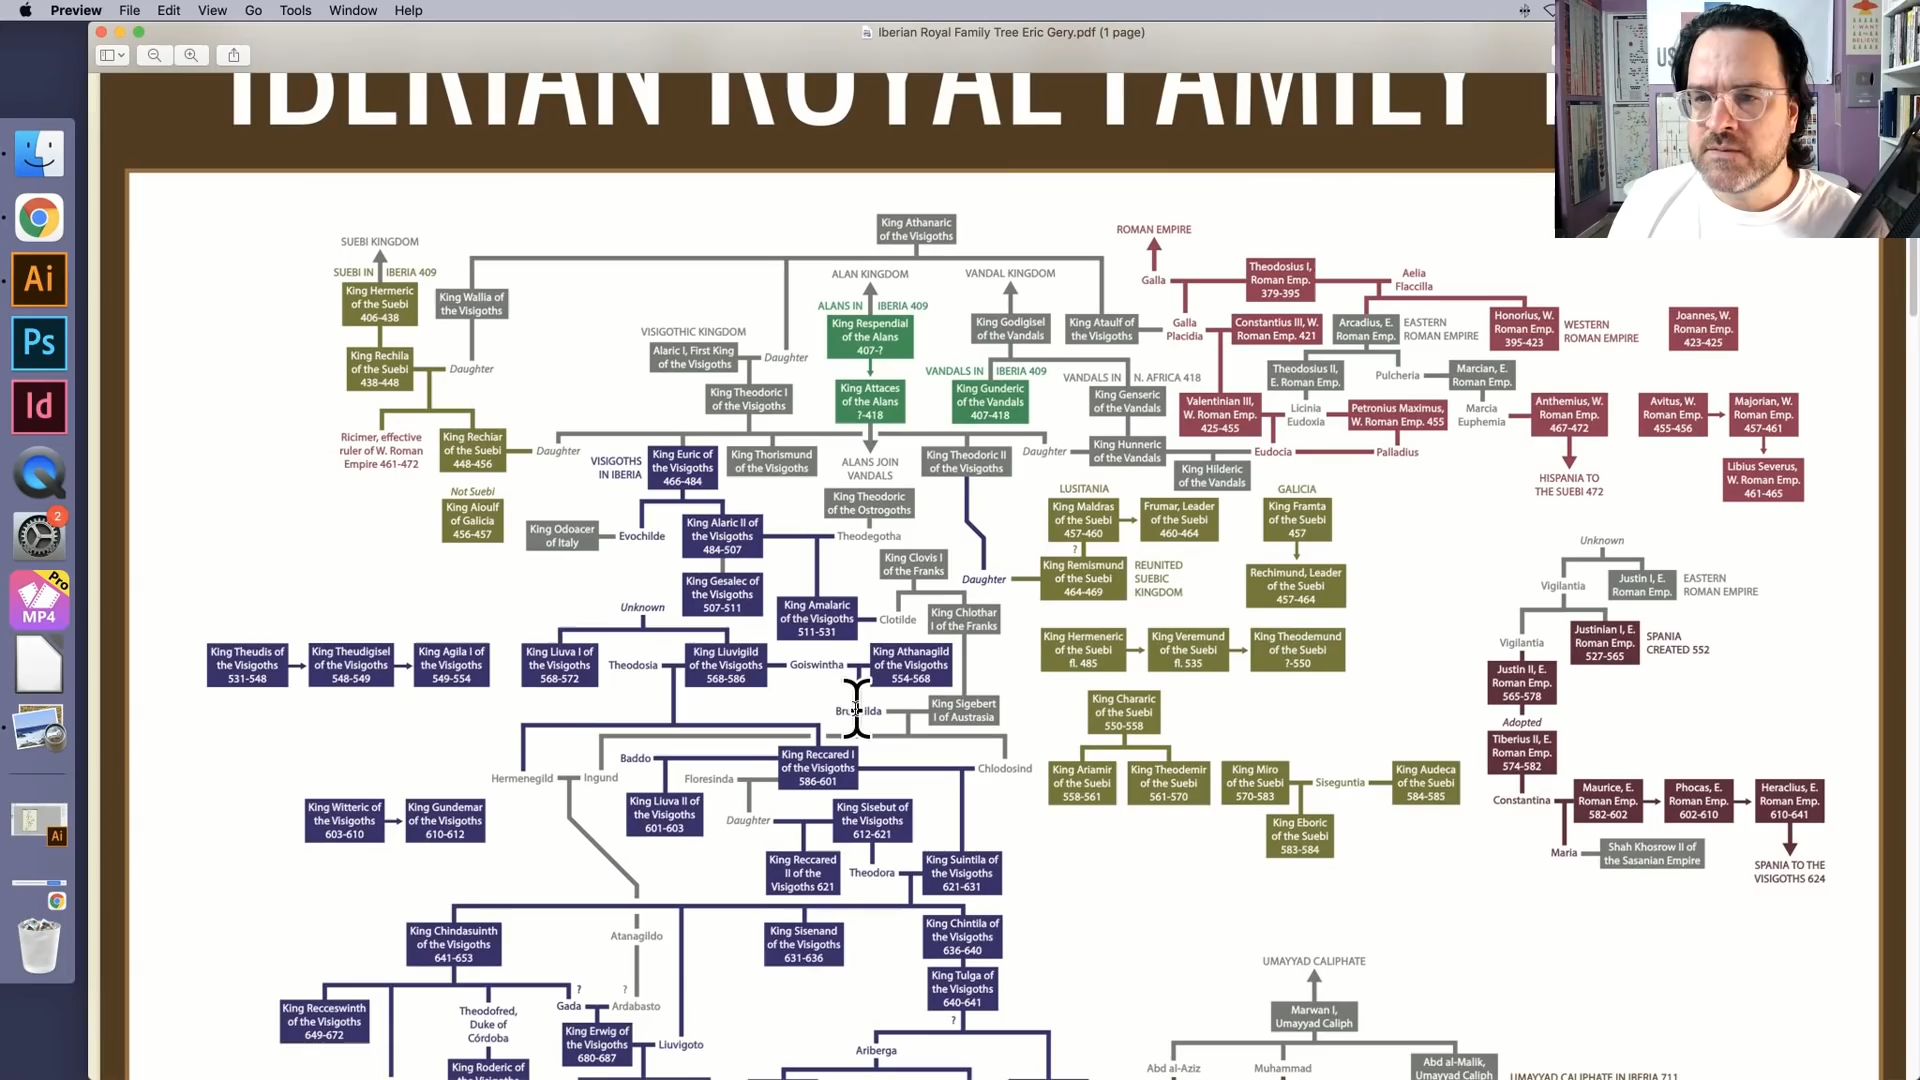 Preview File Edit View Go Tools Window Help
Iberian Royal Family Tree Eric Gery.pdf (1 page)
IBERIAN ROYAL FAMILY
King Athanaric
of the Visigoths
SUEBI KINGDOM
SUEBI IN IBERIA 409
King Hermeric
of the Suebi
406-438
King Wallia of
the Visigoths
King Rechila
of the Suebi
438-448
Daughter
Ricimer, effective
ruler of W. Roman
Empire 461-472
King Rechiar
of the Suebi
448-456
Daughter
Not Suebi
King Aioulf
of Galicia
456-457
VISIGOTHIC KINGDOM
Alaric I, First King
of the Visigoths
Daughter
King Theodoric I
of the Visigoths
ALAN KINGDOM
ALANS IN IBERIA 409
King Respendial
of the Alans
407-?
King Attaces
of the Alans
?-418
ALANS JOIN
VANDALS
VANDAL KINGDOM
King Godigisel
of the Vandals
VANDALS IN IBERIA 409
King Gunderic
of the Vandals
407-418
VANDALS IN N. AFRICA 418
King Genseric
of the Vandals
King Hunneric
of the Vandals
King Hilderic
of the Vandals
King Ataulf of
the Visigoths
ROMAN EMPIRE
Galla
Theodosius I,
Roman Emp.
379-395
Aelia
Flaccilla
Galla
Placidia
Constantius III, W.
Roman Emp. 421
Arcadius, E.
Roman Emp.
EASTERN
ROMAN EMPIRE
Honorius, W.
Roman Emp.
395-423
WESTERN
ROMAN EMPIRE
Joannes, W.
Roman Emp.
423-425
Theodosius II,
E. Roman Emp.
Pulcheria
Marcian, E.
Roman Emp.
Valentinian III,
W. Roman Emp.
425-455
Licinia
Eudoxia
Petronius Maximus,
W. Roman Emp. 455
Marcia
Euphemia
Anthemius, W.
Roman Emp.
467-472
Avitus, W.
Roman Emp.
455-456
Majorian, W.
Roman Emp.
457-461
Eudocia
Palladius
HISPANIA TO
THE SUEBI 472
Libius Severus,
W. Roman Emp.
461-465
VISIGOTHS
IN IBERIA
King Euric of
the Visigoths
466-484
King Thorismund
of the Visigoths
King Theodoric II
of the Visigoths
Daughter
King Odoacer
of Italy
Evochilde
King Alaric II of
the Visigoths
484-507
King Theodoric
of the Ostrogoths
Theodegotha
King Gesalec of
the Visigoths
507-511
King Clovis I
of the Franks
Daughter
King Amalaric
of the Visigoths
511-531
Clotilde
King Chlothar
I of the Franks
LUSITANIA
King Maldras
of the Suebi
457-460
Frumar, Leader
of the Suebi
460-464
?
King Remismund
of the Suebi
464-469
REUNITED
SUEBIC
KINGDOM
GALICIA
King Framta
of the Suebi
457
Rechimund, Leader
of the Suebi
457-464
King Hermeneric
of the Suebi
fl. 485
King Veremund
of the Suebi
fl. 535
King Theodemund
of the Suebi
?-550
Unknown
Vigilantia
Justin I, E.
Roman Emp.
EASTERN
ROMAN EMPIRE
Vigilantia
Justinian I, E.
Roman Emp.
527-565
SPANIA
CREATED 552
Justin II, E.
Roman Emp.
565-578
Adopted
Tiberius II, E.
Roman Emp.
574-582
Constantina
Maurice, E.
Roman Emp.
582-602
Phocas, E.
Roman Emp.
602-610
Heraclius, E.
Roman Emp.
610-641
Maria
Shah Khosrow II of
the Sasanian Empire
SPANIA TO THE
VISIGOTHS 624
Unknown
King Theudis of
the Visigoths
531-548
King Theudigisel
of the Visigoths
548-549
King Agila I of
the Visigoths
549-554
King Liuva I of
the Visigoths
568-572
Theodosia
King Liuvigild
of the Visigoths
568-586
Goiswintha
King Athanagild
of the Visigoths
554-568
King Sigebert
I of Austrasia
King Chararic
of the Suebi
550-558
King Ariamir
of the Suebi
558-561
King Theodemir
of the Suebi
561-570
King Miro
of the Suebi
570-583
Siseguntia
King Audeca
of the Suebi
584-585
King Eboric
of the Suebi
583-584
Hermenegild
Ingund
Baddo
Floresinda
King Reccared I
of the Visigoths
586-601
Chlodosind
King Witteric of
the Visigoths
603-610
King Gundemar
of the Visigoths
610-612
King Liuva II of
the Visigoths
601-603
Daughter
King Sisebut of
the Visigoths
612-621
King Reccared
II of the
Visigoths 621
Theodora
King Suintila of
the Visigoths
621-631
King Chindasuinth
of the Visigoths
641-653
Atanagildo
King Sisenand
of the Visigoths
631-636
King Chintila of
the Visigoths
636-640
King Tulga of
the Visigoths
640-641
?
King Recceswinth
of the Visigoths
649-672
Theodofred,
Duke of
Córdoba
?
Gada
?
Ardabasto
King Erwig of
the Visigoths
680-687
Liuvigoto
King Roderic of
the Visigoths
Ariberga
UMAYYAD CALIPHATE
Marwan I,
Umayyad Caliph
Abd al-Aziz
Muhammad
Abd al-Malik,
Umayyad Caliph
UMAYYAD CALIPHATE IN IBERIA 711
Ai
Ps
Id
2
Pro
MP4
Ai
US
I WANT
TO
BELIEVE